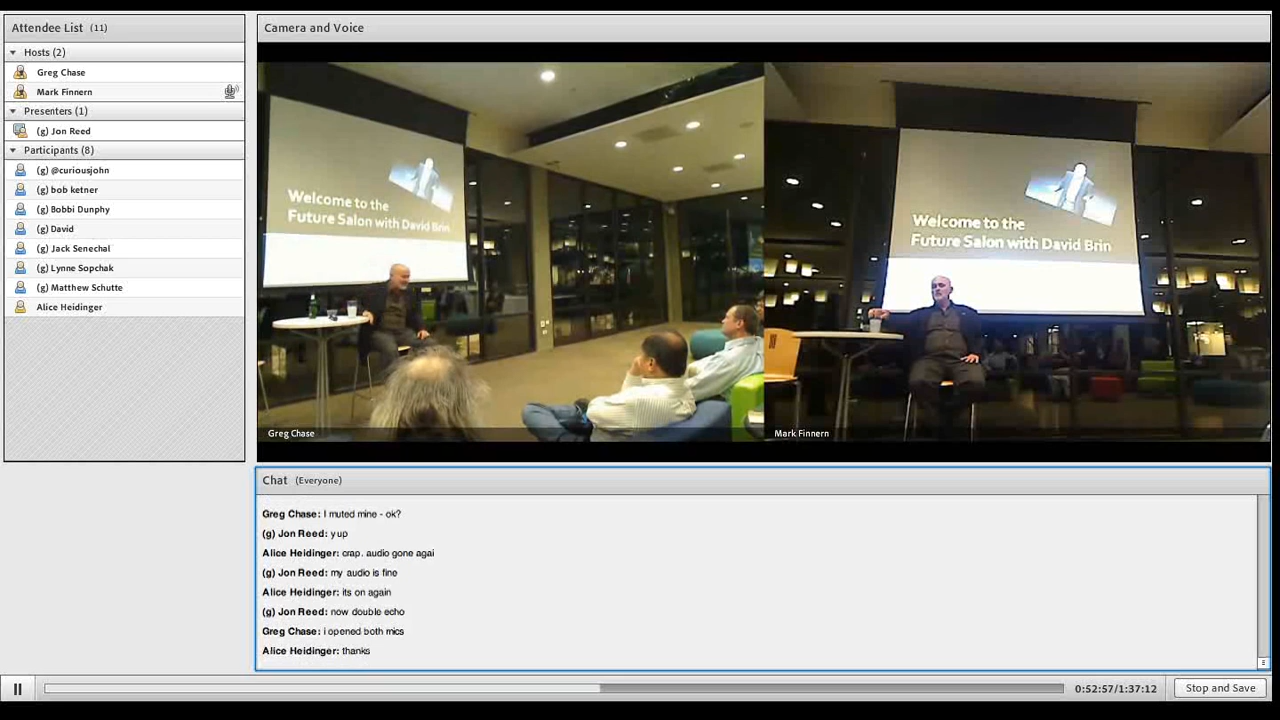 Attendee List (11)
Hosts (2)
Greg Chase
Mark Finnern
Presenters (1)
(g) Jon Reed
Participants (8)
(g) @curiousjohn
(g) bob ketner
(g) Bobbi Dunphy
(g) David
(g) Jack Senechal
(g) Lynne Sopchak
(g) Matthew Schutte
Alice Heidinger
Camera and Voice
Welcome to the
Future Salon with David Brin
Greg Chase
Welcome to the
Future Salon with David Brin
Mark Finnern
Chat (Everyone)
Greg Chase: I muted mine - ok?
(g) Jon Reed: yup
Alice Heidinger: crap. audio gone agai
(g) Jon Reed: my audio is fine
Alice Heidinger: its on again
(g) Jon Reed: now double echo
Greg Chase: i opened both mics
Alice Heidinger: thanks
0:52:57/1:37:12
Stop and Save